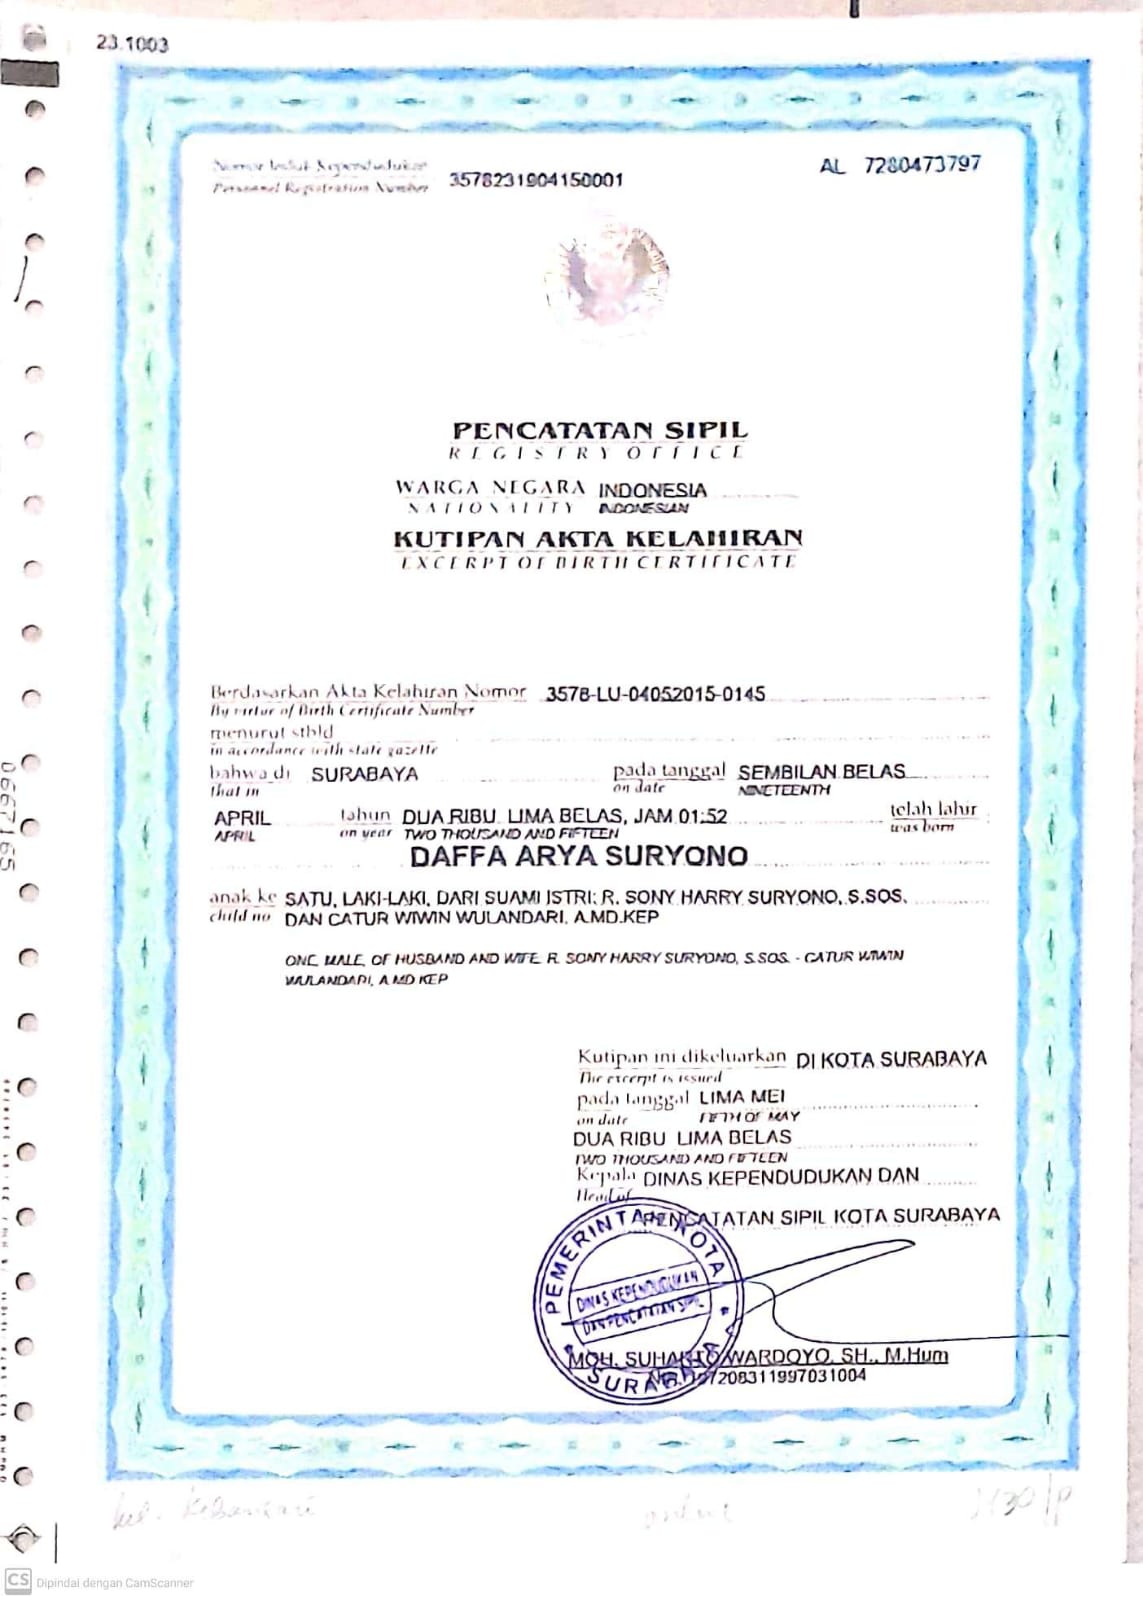 23.1003
Nomor Induk Kependudukan
Personnel Registration Number
3578231904150001
AL 7280473797
PENCATATAN SIPIL
REGISTRY OFFICE
WARGA NEGARA INDONESIA
NATIONALITY INDONESIAN
KUTIPAN AKTA KELAHIRAN
EXCERPT OF BIRTH CERTIFICATE
Berdasarkan Akta Kelahiran Nomor 3578-LU-04052015-0145
By virtue of Birth Certificate Number
menurut stbld
in accordance with state gazette
bahwa di SURABAYA pada tanggal SEMBILAN BELAS
that in on date NINETEENTH
APRIL tahun DUA RIBU LIMA BELAS, JAM 01:52 telah lahir
APRIL on year TWO THOUSAND AND FIFTEEN was born
DAFFA ARYA SURYONO
anak ke SATU, LAKI-LAKI, DARI SUAMI ISTRI: R. SONY HARRY SURYONO, S.SOS.
child no DAN CATUR WIWIN WULANDARI, A.MD.KEP
ONE, MALE, OF HUSBAND AND WIFE R. SONY HARRY SURYONO, S.SOS. - CATUR WIWIN
WULANDARI, A.MD.KEP
Kutipan ini dikeluarkan DI KOTA SURABAYA
The excerpt is issued
pada tanggal LIMA MEI
on date FIFTH OF MAY
DUA RIBU LIMA BELAS
TWO THOUSAND AND FIFTEEN
Kepala DINAS KEPENDUDUKAN DAN
Head of
PENCATATAN SIPIL KOTA SURABAYA
PEMERINTAH KOTA
DINAS KEPENDUDUKAN
DAN PENCATATAN SIPIL
SURABAYA
MOH. SUHARTO WARDOYO, SH., M.Hum
NIP. 197208311997031004
0667165
kel. Kebonsari
online
CS Dipindai dengan CamScanner